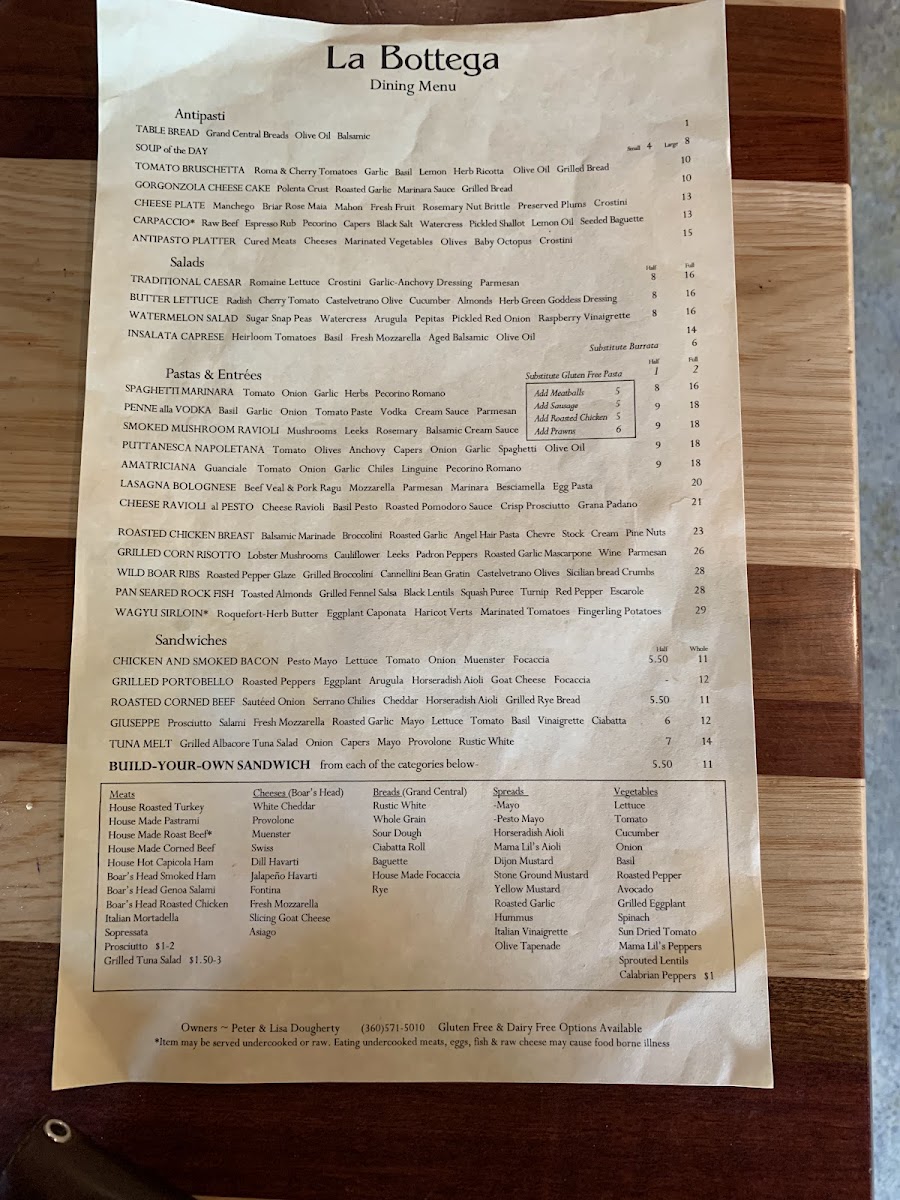 La Bottega
Dining Menu
Antipasti
TABLE BREAD Grand Central Breads Olive Oil Balsamic 1
SOUP of the DAY Small 4 Large 8
TOMATO BRUSCHETTA Roma & Cherry Tomatoes Garlic Basil Lemon Herb Ricotta Olive Oil Grilled Bread 10
GORGONZOLA CHEESE CAKE Polenta Crust Roasted Garlic Marinara Sauce Grilled Bread 10
CHEESE PLATE Manchego Briar Rose Maia Mahon Fresh Fruit Rosemary Nut Brittle Preserved Plums Crostini 13
CARPACCIO* Raw Beef Espresso Rub Pecorino Capers Black Salt Watercress Pickled Shallot Lemon Oil Seeded Baguette 13
ANTIPASTO PLATTER Cured Meats Cheeses Marinated Vegetables Olives Baby Octopus Crostini 15
Salads Half Full
TRADITIONAL CAESAR Romaine Lettuce Crostini Garlic-Anchovy Dressing Parmesan 8 16
BUTTER LETTUCE Radish Cherry Tomato Castelvetrano Olive Cucumber Almonds Herb Green Goddess Dressing 8 16
WATERMELON SALAD Sugar Snap Peas Watercress Arugula Pepitas Pickled Red Onion Raspberry Vinaigrette 8 16
INSALATA CAPRESE Heirloom Tomatoes Basil Fresh Mozzarella Aged Balsamic Olive Oil 14
Substitute Burrata 6
Half Full
Pastas & Entrées Substitute Gluten Free Pasta 1 2
SPAGHETTI MARINARA Tomato Onion Garlic Herbs Pecorino Romano 8 16
PENNE alla VODKA Basil Garlic Onion Tomato Paste Vodka Cream Sauce Parmesan 9 18
SMOKED MUSHROOM RAVIOLI Mushrooms Leeks Rosemary Balsamic Cream Sauce 9 18
Add Meatballs 5
Add Sausage 5
Add Roasted Chicken 5
Add Prawns 6
PUTTANESCA NAPOLETANA Tomato Olives Anchovy Capers Onion Garlic Spaghetti Olive Oil 9 18
AMATRICIANA Guanciale Tomato Onion Garlic Chiles Linguine Pecorino Romano 9 18
LASAGNA BOLOGNESE Beef Veal & Pork Ragu Mozzarella Parmesan Marinara Besciamella Egg Pasta 20
CHEESE RAVIOLI al PESTO Cheese Ravioli Basil Pesto Roasted Pomodoro Sauce Crisp Prosciutto Grana Padano 21
ROASTED CHICKEN BREAST Balsamic Marinade Broccolini Roasted Garlic Angel Hair Pasta Chevre Stock Cream Pine Nuts 23
GRILLED CORN RISOTTO Lobster Mushrooms Cauliflower Leeks Padron Peppers Roasted Garlic Mascarpone Wine Parmesan 26
WILD BOAR RIBS Roasted Pepper Glaze Grilled Broccolini Cannellini Bean Gratin Castelvetrano Olives Sicilian bread Crumbs 28
PAN SEARED ROCK FISH Toasted Almonds Grilled Fennel Salsa Black Lentils Squash Puree Turnip Red Pepper Escarole 28
WAGYU SIRLOIN* Roquefort-Herb Butter Eggplant Caponata Haricot Verts Marinated Tomatoes Fingerling Potatoes 29
Sandwiches Half Whole
CHICKEN AND SMOKED BACON Pesto Mayo Lettuce Tomato Onion Muenster Focaccia 5.50 11
GRILLED PORTOBELLO Roasted Peppers Eggplant Arugula Horseradish Aioli Goat Cheese Focaccia - 12
ROASTED CORNED BEEF Sautéed Onion Serrano Chilies Cheddar Horseradish Aioli Grilled Rye Bread 5.50 11
GIUSEPPE Prosciutto Salami Fresh Mozzarella Roasted Garlic Mayo Lettuce Tomato Basil Vinaigrette Ciabatta 6 12
TUNA MELT Grilled Albacore Tuna Salad Onion Capers Mayo Provolone Rustic White 7 14
BUILD-YOUR-OWN SANDWICH from each of the categories below- 5.50 11
Meats
House Roasted Turkey
House Made Pastrami
House Made Roast Beef*
House Made Corned Beef
House Hot Capicola Ham
Boar's Head Smoked Ham
Boar's Head Genoa Salami
Boar's Head Roasted Chicken
Italian Mortadella
Sopressata
Prosciutto $1-2
Grilled Tuna Salad $1.50-3
Cheeses (Boar's Head)
White Cheddar
Provolone
Muenster
Swiss
Dill Havarti
Jalapeño Havarti
Fontina
Fresh Mozzarella
Slicing Goat Cheese
Asiago
Breads (Grand Central)
Rustic White
Whole Grain
Sour Dough
Ciabatta Roll
Baguette
House Made Focaccia
Rye
Spreads
-Mayo
-Pesto Mayo
Horseradish Aioli
Mama Lil's Aioli
Dijon Mustard
Stone Ground Mustard
Yellow Mustard
Roasted Garlic
Hummus
Italian Vinaigrette
Olive Tapenade
Vegetables
Lettuce
Tomato
Cucumber
Onion
Basil
Roasted Pepper
Avocado
Grilled Eggplant
Spinach
Sun Dried Tomato
Mama Lil's Peppers
Sprouted Lentils
Calabrian Peppers $1
Owners ~ Peter & Lisa Dougherty (360)571-5010 Gluten Free & Dairy Free Options Available
*Item may be served undercooked or raw. Eating undercooked meats, eggs, fish & raw cheese may cause food borne illness